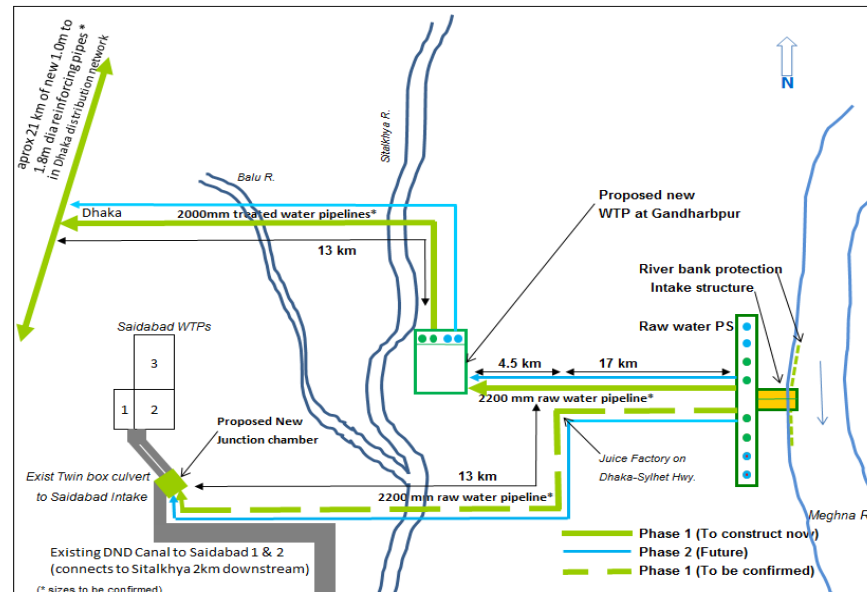 aprox 21 km of new 1.0m to
1.8m dia reinforcing pipes *
in Dhaka distribution network
N
Sitalkhya R.
Balu R.
Proposed new
WTP at Gandharbpur
Dhaka
2000mm treated water pipelines*
13 km
River bank protection
Intake structure
Raw water PS
Saidabad WTPs
3
1
2
4.5 km
17 km
2200 mm raw water pipeline*
Proposed New
Junction chamber
Juice Factory on
Dhaka-Sylhet Hwy.
Exist Twin box culvert
to Saidabad Intake
13 km
2200 mm raw water pipeline*
Meghna R.
Existing DND Canal to Saidabad 1 & 2
(connects to Sitalkhya 2km downstream)
(* sizes to be confirmed)
Phase 1 (To construct now)
Phase 2 (Future)
Phase 1 (To be confirmed)